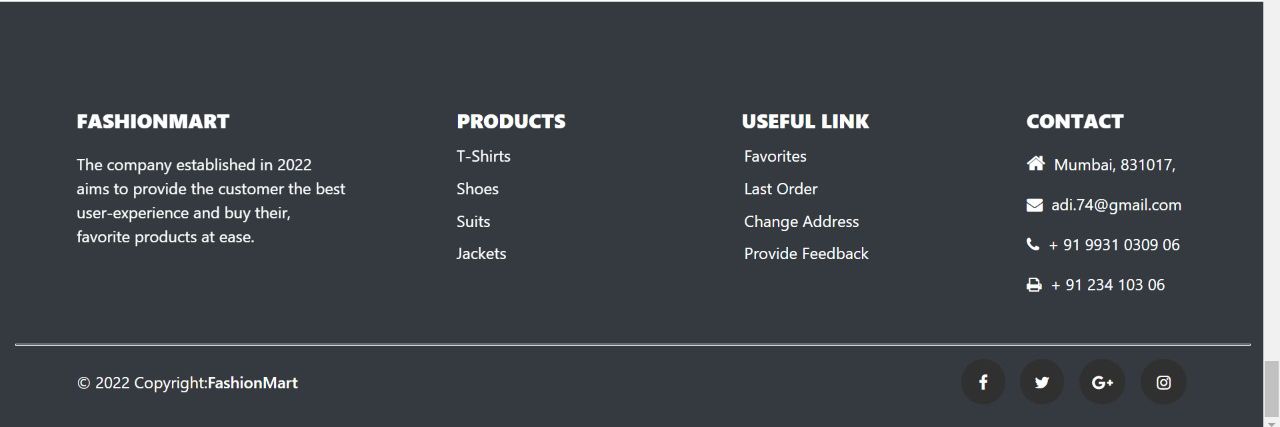 FASHIONMART
The company established in 2022
aims to provide the customer the best
user-experience and buy their,
favorite products at ease.
PRODUCTS
T-Shirts
Shoes
Suits
Jackets
USEFUL LINK
Favorites
Last Order
Change Address
Provide Feedback
CONTACT
Mumbai, 831017,
adi.74@gmail.com
+ 91 9931 0309 06
+ 91 234 103 06
© 2022 Copyright:FashionMart